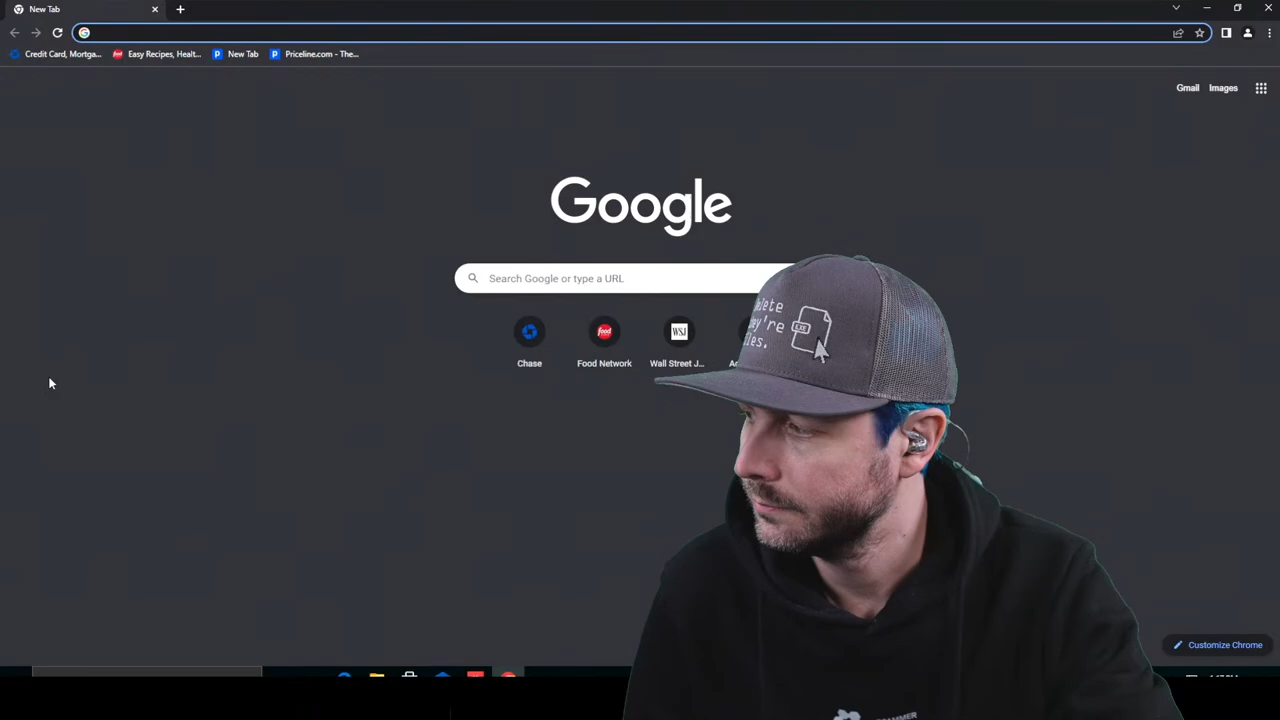 New Tab
Credit Card, Mortga...
Easy Recipes, Healt...
New Tab
Priceline.com - The...
Gmail
Images
Google
Search Google or type a URL
Chase
Food Network
Wall Street J...
EXE
Customize Chrome